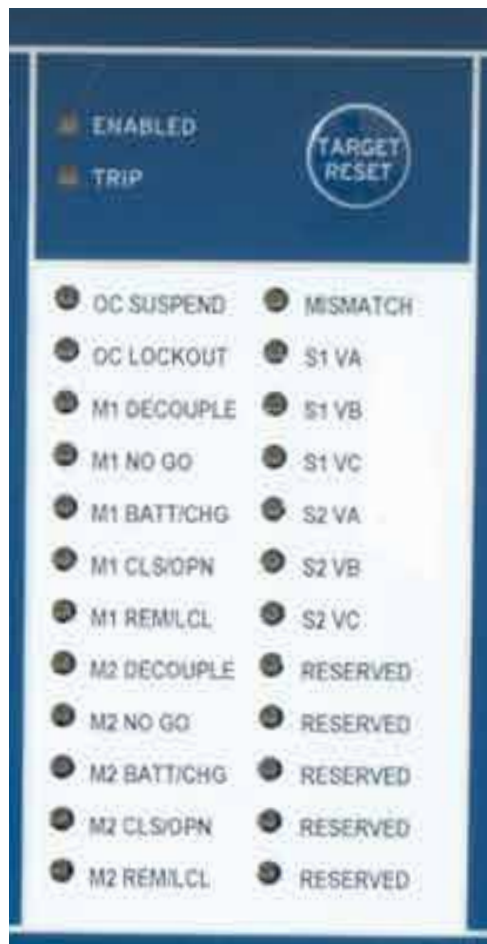 ENABLED
TRIP
TARGET
RESET
OC SUSPEND
OC LOCKOUT
M1 DECOUPLE
M1 NO GO
M1 BATT/CHG
M1 CLS/OPN
M1 REM/LCL
M2 DECOUPLE
M2 NO GO
M2 BATT/CHG
M2 CLS/OPN
M2 REM/LCL
MISMATCH
S1 VA
S1 VB
S1 VC
S2 VA
S2 VB
S2 VC
RESERVED
RESERVED
RESERVED
RESERVED
RESERVED